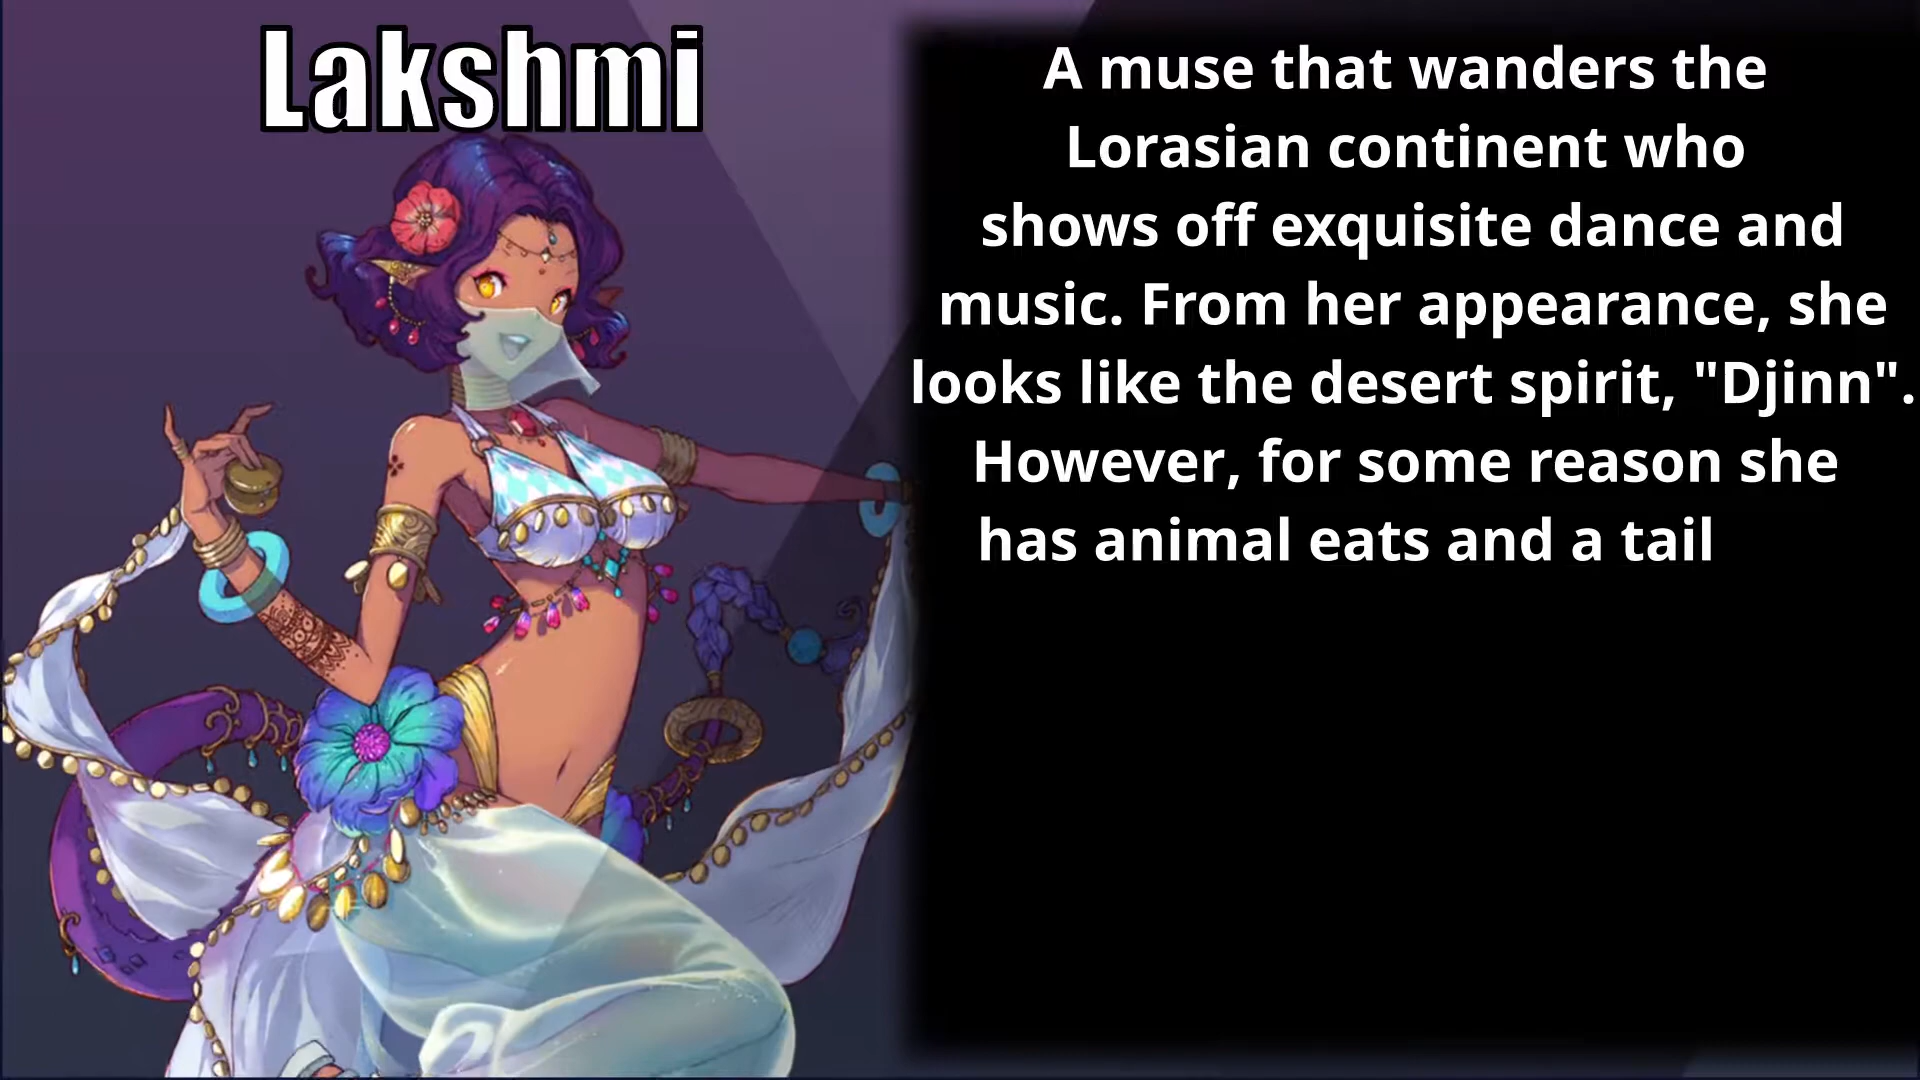 Lakshmi
A muse that wanders the
Lorasian continent who
shows off exquisite dance and
music. From her appearance, she
looks like the desert spirit, "Djinn".
However, for some reason she
has animal eats and a tail